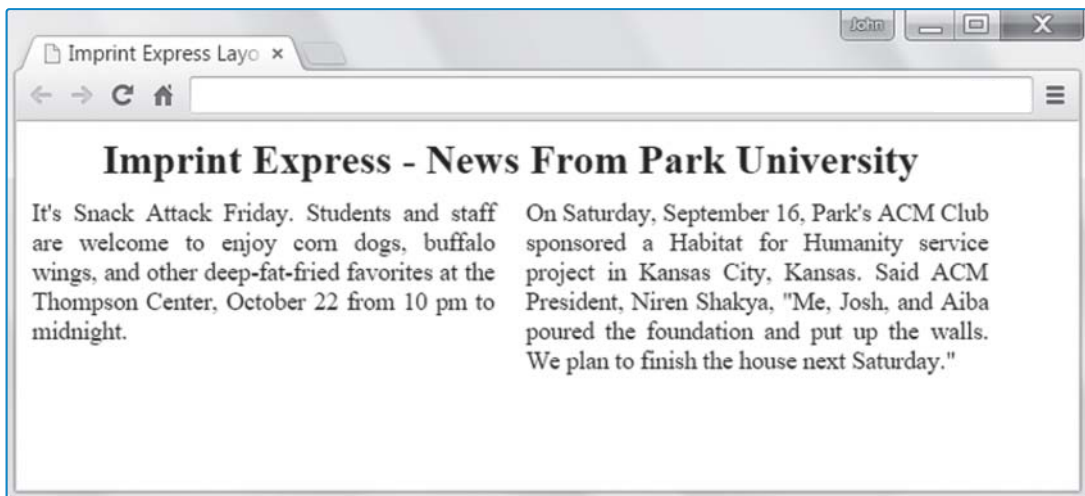 John
Imprint Express Layo
Imprint Express - News From Park University
It's Snack Attack Friday. Students and staff
are welcome to enjoy corn dogs, buffalo
wings, and other deep-fat-fried favorites at the
Thompson Center, October 22 from 10 pm to
midnight.
On Saturday, September 16, Park's ACM Club
sponsored a Habitat for Humanity service
project in Kansas City, Kansas. Said ACM
President, Niren Shakya, "Me, Josh, and Aiba
poured the foundation and put up the walls.
We plan to finish the house next Saturday."